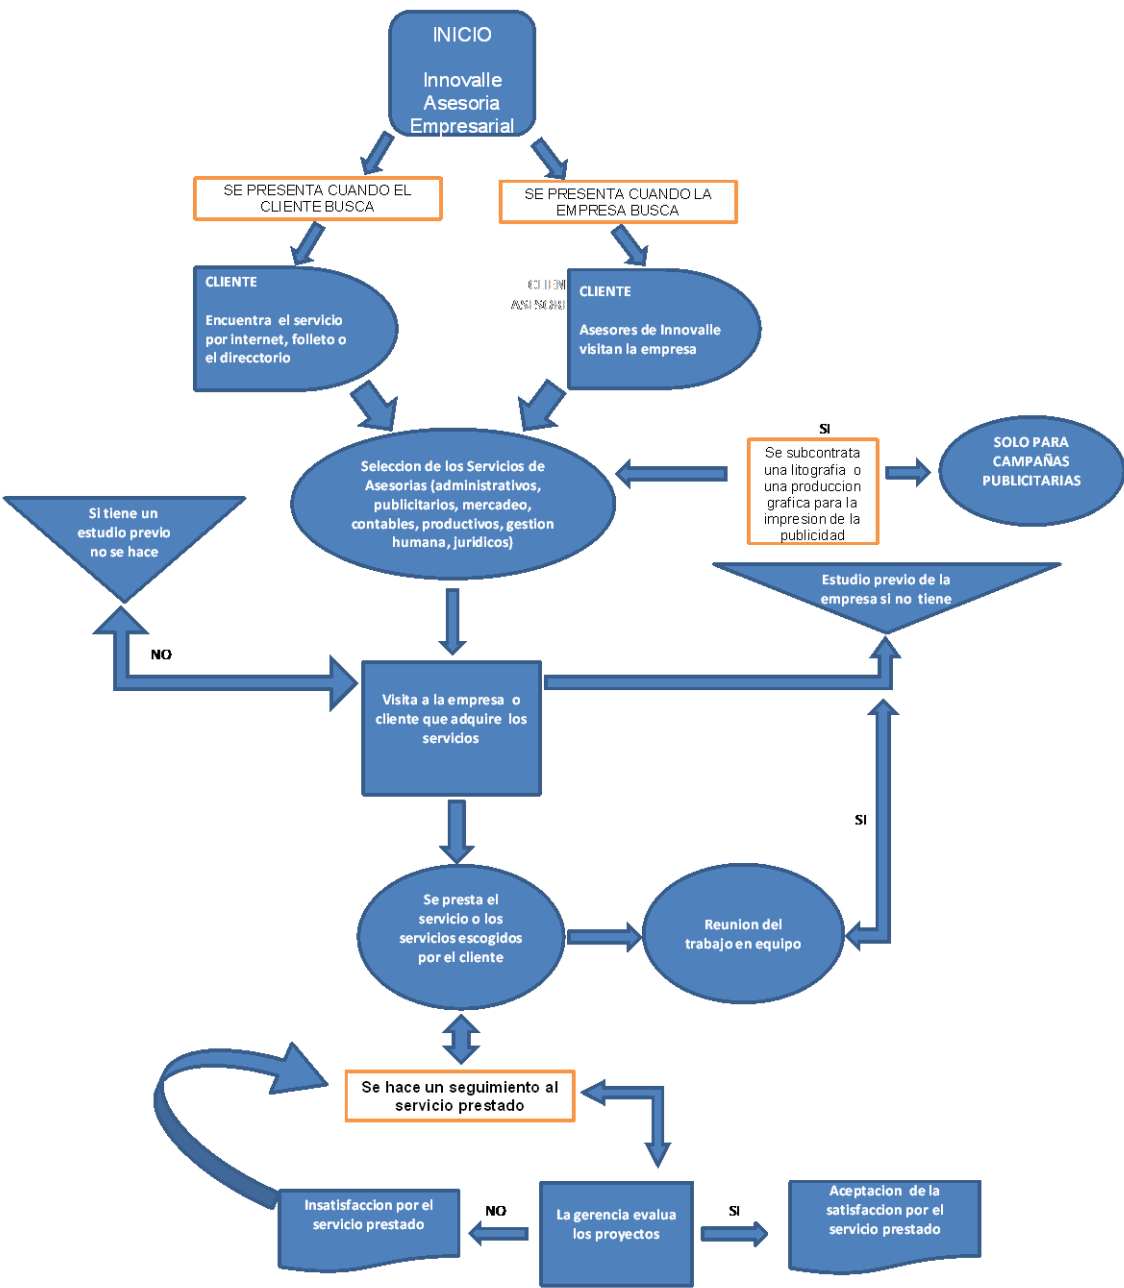 INICIO
Innovalle
Asesoria
Empresarial
SE PRESENTA CUANDO EL
CLIENTE BUSCA
SE PRESENTA CUANDO LA
EMPRESA BUSCA
CLIENTE
Encuentra el servicio
por internet, folleto o
el direcctorio
CLIEN
ASESORI
CLIENTE
Asesores de Innovalle
visitan la empresa
Seleccion de los Servicios de
Asesorias (administrativos,
publicitarios, mercadeo,
contables, productivos, gestion
humana, juridicos)
SI
Se subcontrata
una litografia o
una produccion
grafica para la
impresion de la
publicidad
SOLO PARA
CAMPAÑAS
PUBLICITARIAS
Si tiene un
estudio previo
no se hace
Estudio previo de la
empresa si no tiene
NO
Visita a la empresa o
cliente que adquire los
servicios
SI
Se presta el
servicio o los
servicios escogidos
por el cliente
Reunion del
trabajo en equipo
Se hace un seguimiento al
servicio prestado
Insatisfaccion por el
servicio prestado
NO
La gerencia evalua
los proyectos
SI
Aceptacion de la
satisfaccion por el
servicio prestado